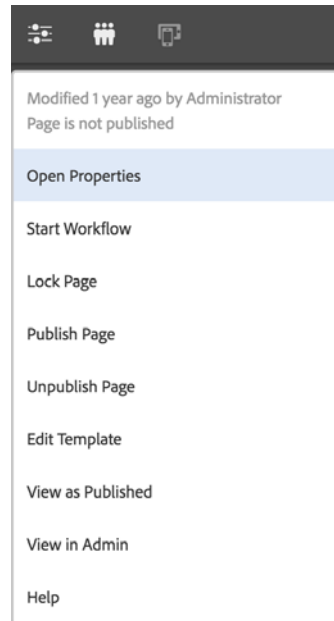 Modified 1 year ago by Administrator
Page is not published
Open Properties
Start Workflow
Lock Page
Publish Page
Unpublish Page
Edit Template
View as Published
View in Admin
Help